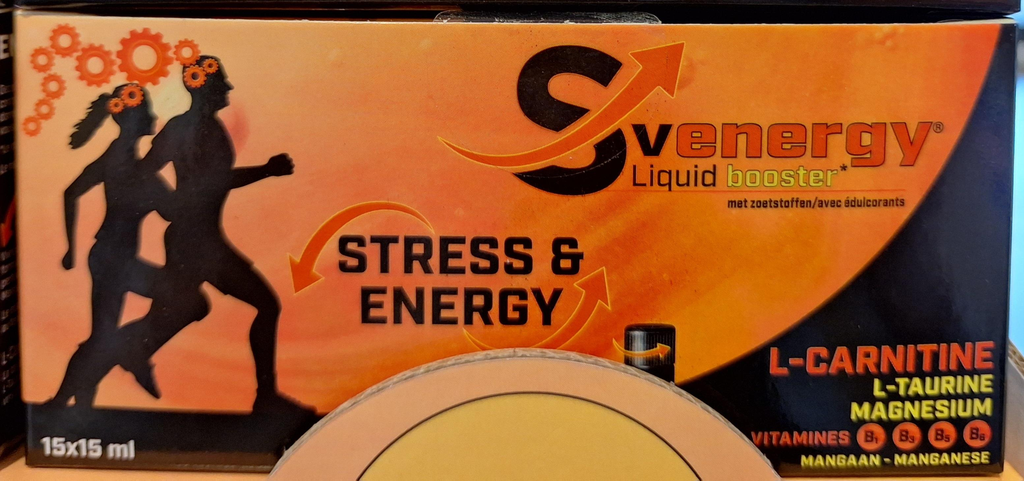 Svenergy®
Liquid booster*
met zoetstoffen/avec édulcorants
STRESS &
ENERGY
L-CARNITINE
L-TAURINE
MAGNESIUM
VITAMINES B1 B3 B5 B6
MANGAAN - MANGANESE
15x15 ml